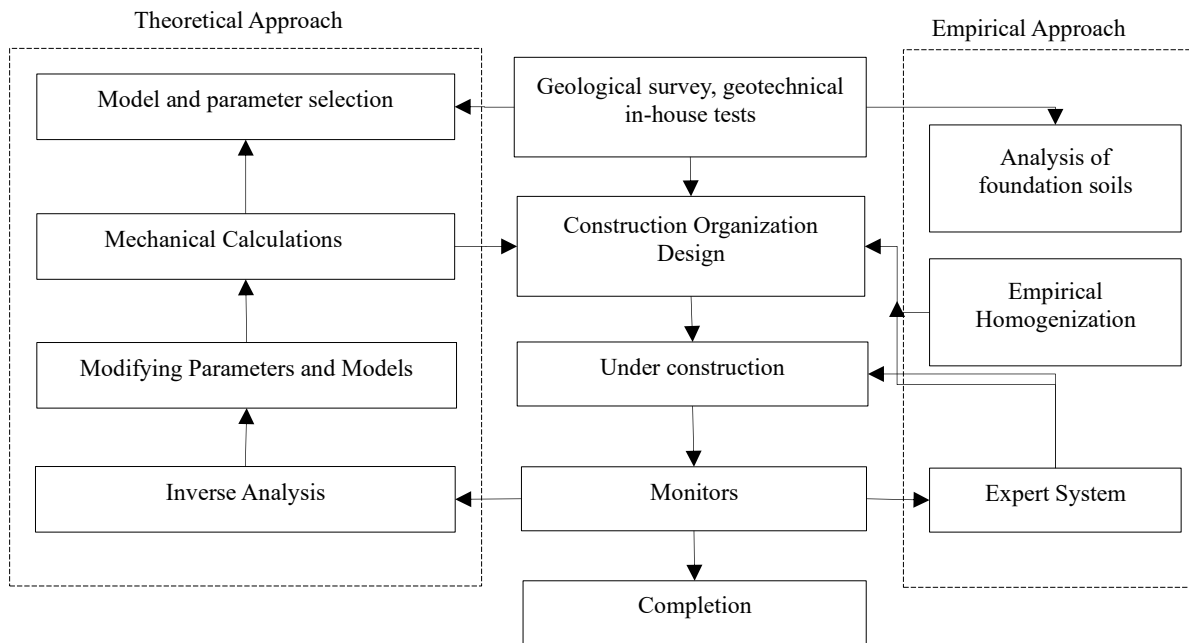 Theoretical Approach
Empirical Approach
Model and parameter selection
Geological survey, geotechnical
in-house tests
Analysis of
foundation soils
Mechanical Calculations
Construction Organization
Design
Empirical
Homogenization
Modifying Parameters and Models
Under construction
Inverse Analysis
Monitors
Expert System
Completion